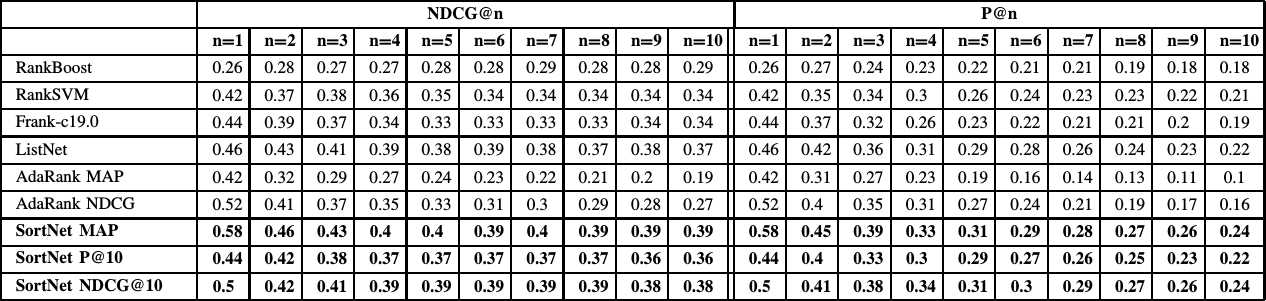 NDCG@n P@n
n=1 n=2 n=3 n=4 n=5 n=6 n=7 n=8 n=9 n=10 n=1 n=2 n=3 n=4 n=5 n=6 n=7 n=8 n=9 n=10
RankBoost 0.26 0.28 0.27 0.27 0.28 0.28 0.29 0.28 0.28 0.29 0.26 0.27 0.24 0.23 0.22 0.21 0.21 0.19 0.18 0.18
RankSVM 0.42 0.37 0.38 0.36 0.35 0.34 0.34 0.34 0.34 0.34 0.42 0.35 0.34 0.3 0.26 0.24 0.23 0.23 0.22 0.21
Frank-c19.0 0.44 0.39 0.37 0.34 0.33 0.33 0.33 0.33 0.34 0.34 0.44 0.37 0.32 0.26 0.23 0.22 0.21 0.21 0.2 0.19
ListNet 0.46 0.43 0.41 0.39 0.38 0.39 0.38 0.37 0.38 0.37 0.46 0.42 0.36 0.31 0.29 0.28 0.26 0.24 0.23 0.22
AdaRank MAP 0.42 0.32 0.29 0.27 0.24 0.23 0.22 0.21 0.2 0.19 0.42 0.31 0.27 0.23 0.19 0.16 0.14 0.13 0.11 0.1
AdaRank NDCG 0.52 0.41 0.37 0.35 0.33 0.31 0.3 0.29 0.28 0.27 0.52 0.4 0.35 0.31 0.27 0.24 0.21 0.19 0.17 0.16
SortNet MAP 0.58 0.46 0.43 0.4 0.4 0.39 0.4 0.39 0.39 0.39 0.58 0.45 0.39 0.33 0.31 0.29 0.28 0.27 0.26 0.24
SortNet P@10 0.44 0.42 0.38 0.37 0.37 0.37 0.37 0.37 0.36 0.36 0.44 0.4 0.33 0.3 0.29 0.27 0.26 0.25 0.23 0.22
SortNet NDCG@10 0.5 0.42 0.41 0.39 0.39 0.39 0.39 0.39 0.38 0.38 0.5 0.41 0.38 0.34 0.31 0.3 0.29 0.27 0.26 0.24